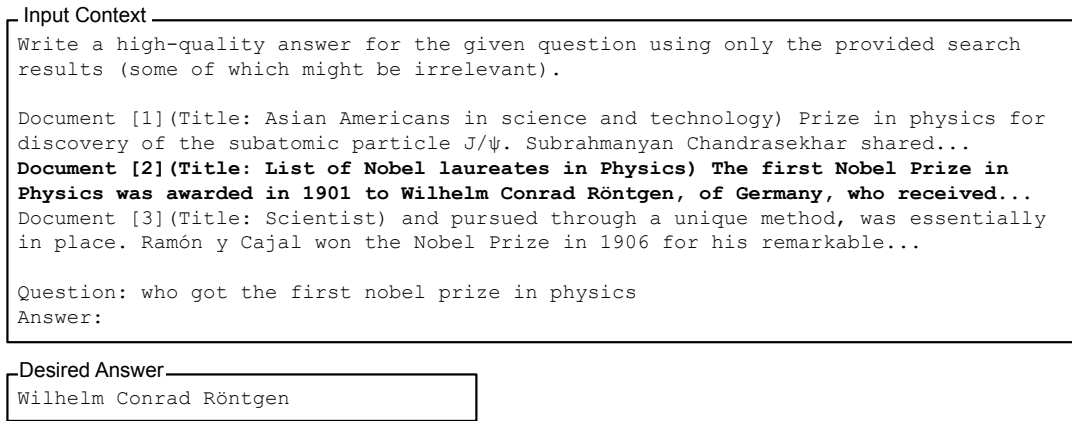 Input Context
Write a high-quality answer for the given question using only the provided search
results (some of which might be irrelevant).
Document [1](Title: Asian Americans in science and technology) Prize in physics for
discovery of the subatomic particle J/ψ. Subrahmanyan Chandrasekhar shared...
Document [2](Title: List of Nobel laureates in Physics) The first Nobel Prize in
Physics was awarded in 1901 to Wilhelm Conrad Röntgen, of Germany, who received...
Document [3](Title: Scientist) and pursued through a unique method, was essentially
in place. Ramón y Cajal won the Nobel Prize in 1906 for his remarkable...
Question: who got the first nobel prize in physics
Answer:
Desired Answer
Wilhelm Conrad Röntgen